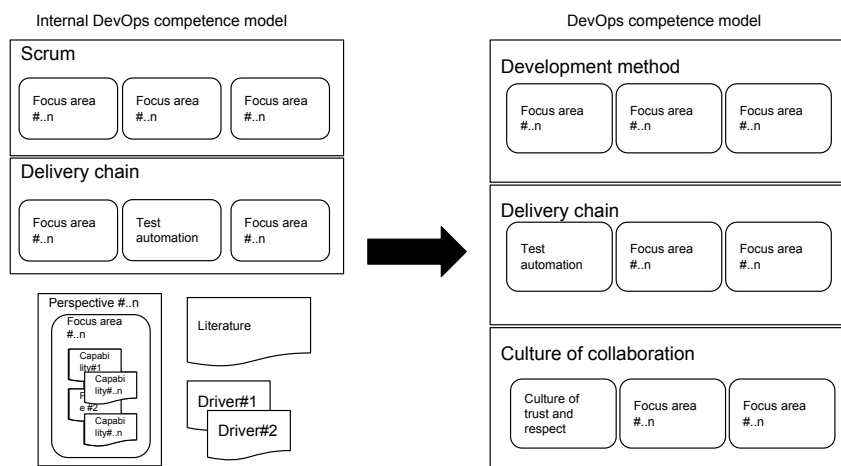 Internal DevOps competence model
Scrum
Focus area
#..n
Focus area
#..n
Focus area
#..n
Delivery chain
Focus area
#..n
Test
automation
Focus area
#..n
Perspective #..n
Focus area
#..n
Capabi
lity#1
Capabi
lity#..n
e #2
Capabi
lity#..n
Literature
Driver#1
Driver#2
DevOps competence model
Development method
Focus area
#..n
Focus area
#..n
Focus area
#..n
Delivery chain
Test
automation
Focus area
#..n
Focus area
#..n
Culture of collaboration
Culture of
trust and
respect
Focus area
#..n
Focus area
#..n